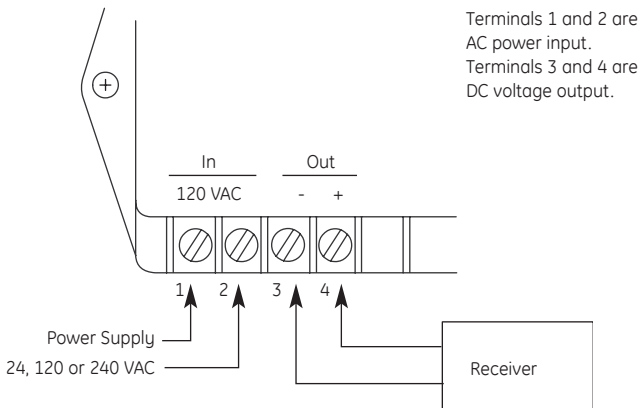 Terminals 1 and 2 are
AC power input.
Terminals 3 and 4 are
DC voltage output.
In
Out
120 VAC
- +
1 2 3 4
Power Supply
24, 120 or 240 VAC
Receiver